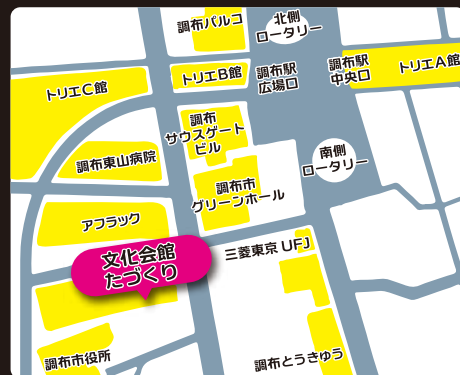 調布パルコ
北側
ロータリー
トリエC館
トリエB館
調布駅
広場口
調布駅
中央口
トリエA館
調布
サウスゲート
ビル
調布東山病院
南側
ロータリー
調布市
グリーンホール
アフラック
文化会館
たづくり
三菱東京UFJ
調布市役所
調布とうきゅう